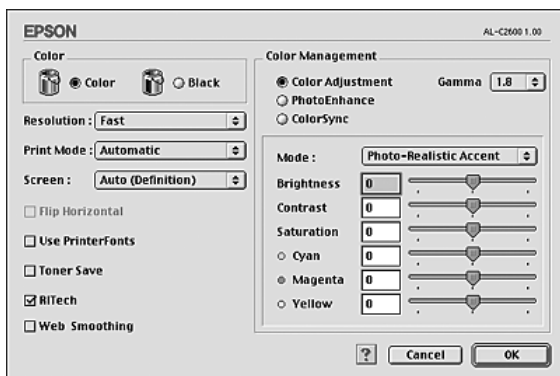 EPSON
AL-C2600 1.00
Color
Color
Black
Resolution : Fast
Print Mode : Automatic
Screen : Auto (Definition)
Flip Horizontal
Use PrinterFonts
Toner Save
RITech
Web Smoothing
Color Management
Color Adjustment
Gamma 1.8
PhotoEnhance
ColorSync
Mode : Photo-Realistic Accent
Brightness 0
Contrast 0
Saturation 0
Cyan 0
Magenta 0
Yellow 0
? Cancel OK